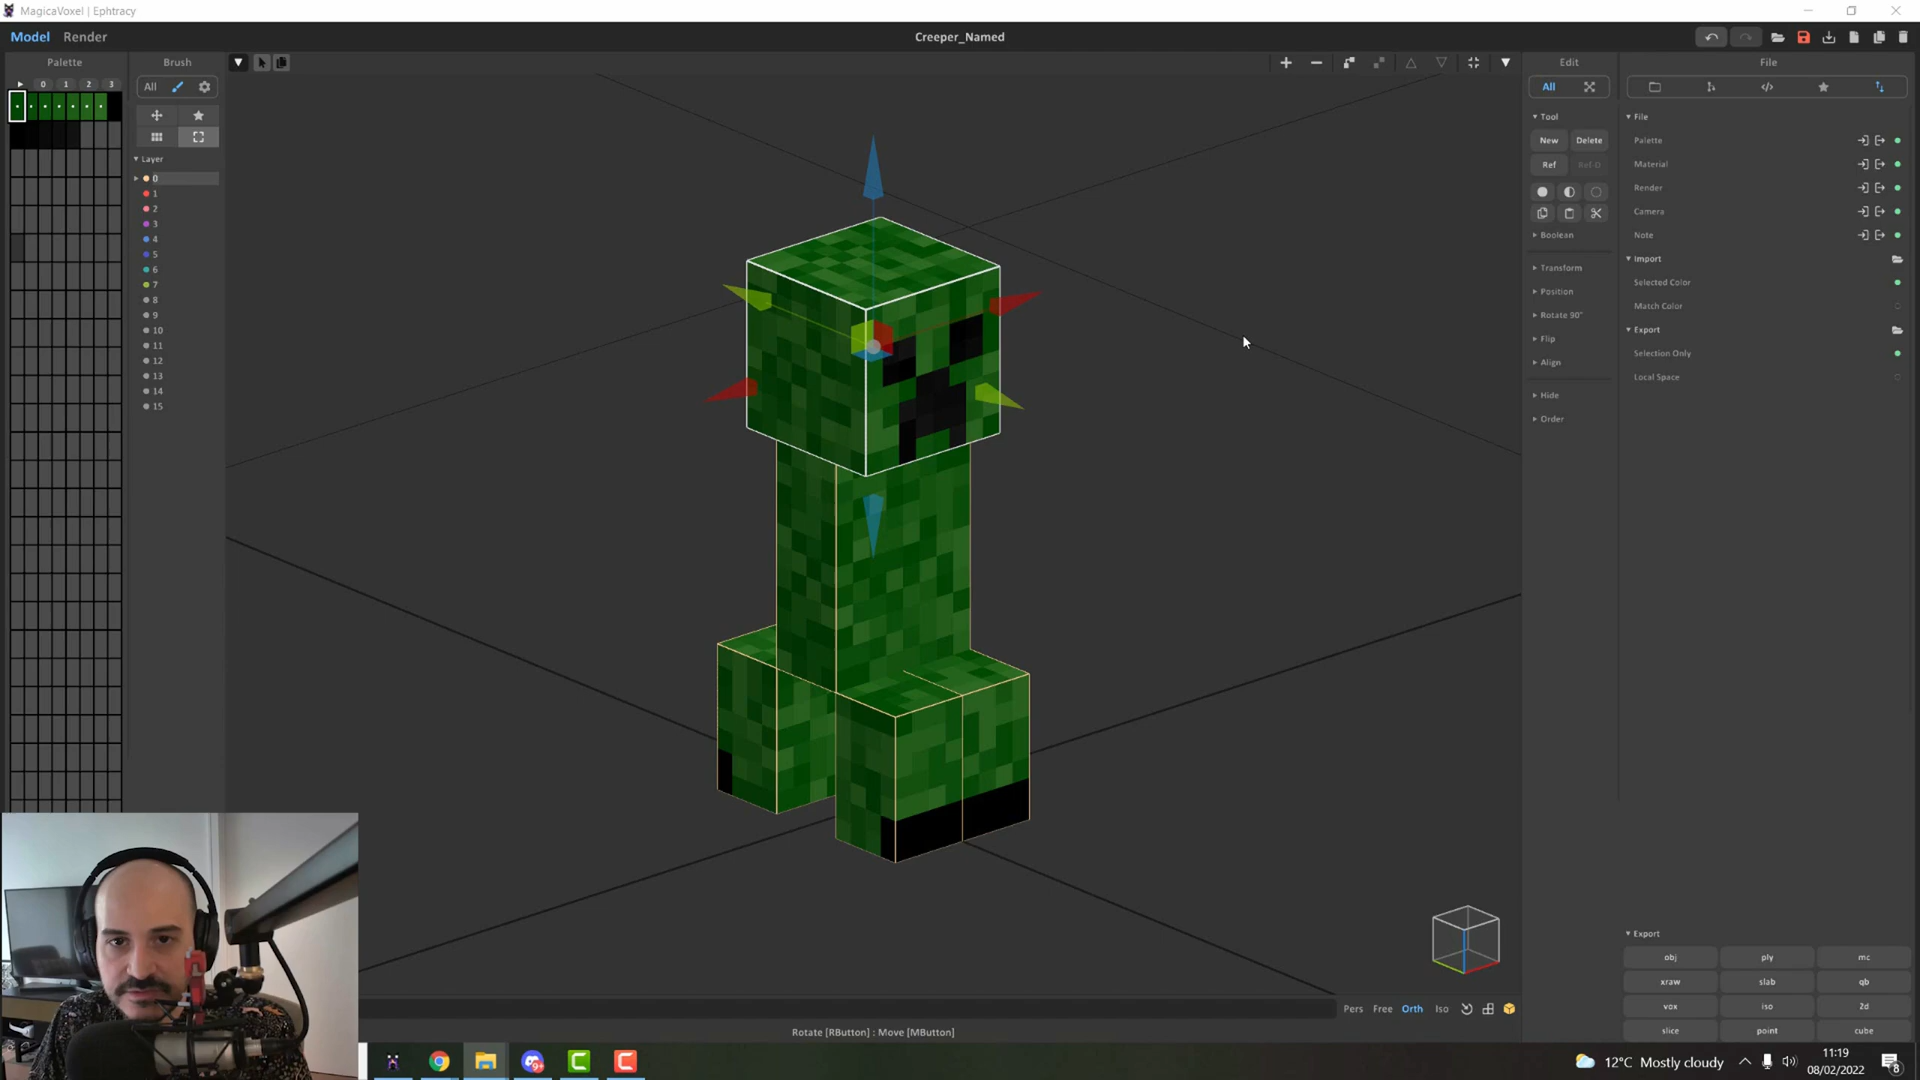 MagicaVoxel | Ephtracy
Model
Render
Creeper_Named
Palette
Brush
Edit
File
0
1
2
3
All
All
Layer
0
1
2
3
4
5
6
7
8
9
10
11
12
13
14
15
Tool
New
Delete
Ref
Ref-D
Boolean
Transform
Position
Rotate 90°
Flip
Align
Hide
Order
File
Palette
Material
Render
Camera
Note
Import
Selected Color
Match Color
Export
Selection Only
Local Space
Export
obj
ply
mc
xraw
slab
qb
vox
iso
2d
slice
point
cube
Pers
Free
Orth
Iso
Rotate [RButton] : Move [MButton]
9+
12°C Mostly cloudy
11:19
08/02/2022
8